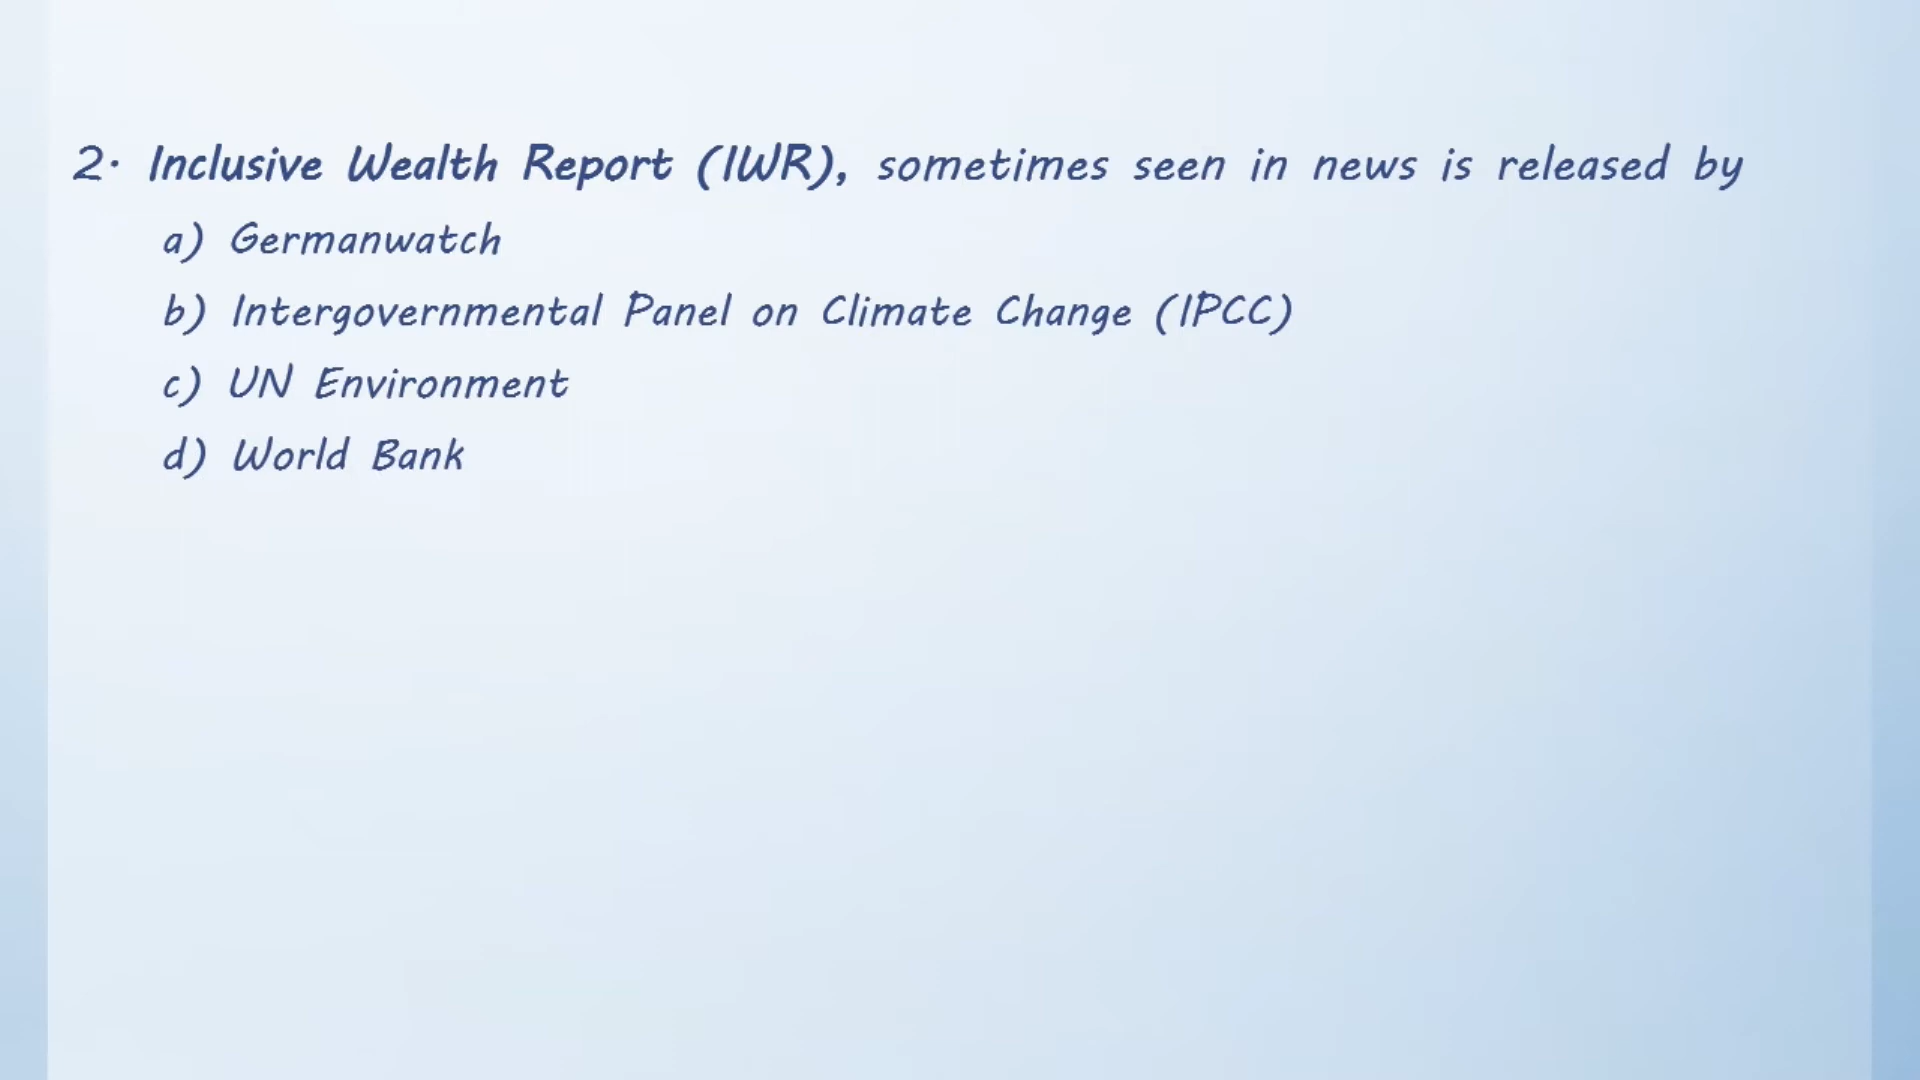 2. Inclusive Wealth Report (IWR), sometimes seen in news is released by
a) Germanwatch
b) Intergovernmental Panel on Climate Change (IPCC)
c) UN Environment
d) World Bank